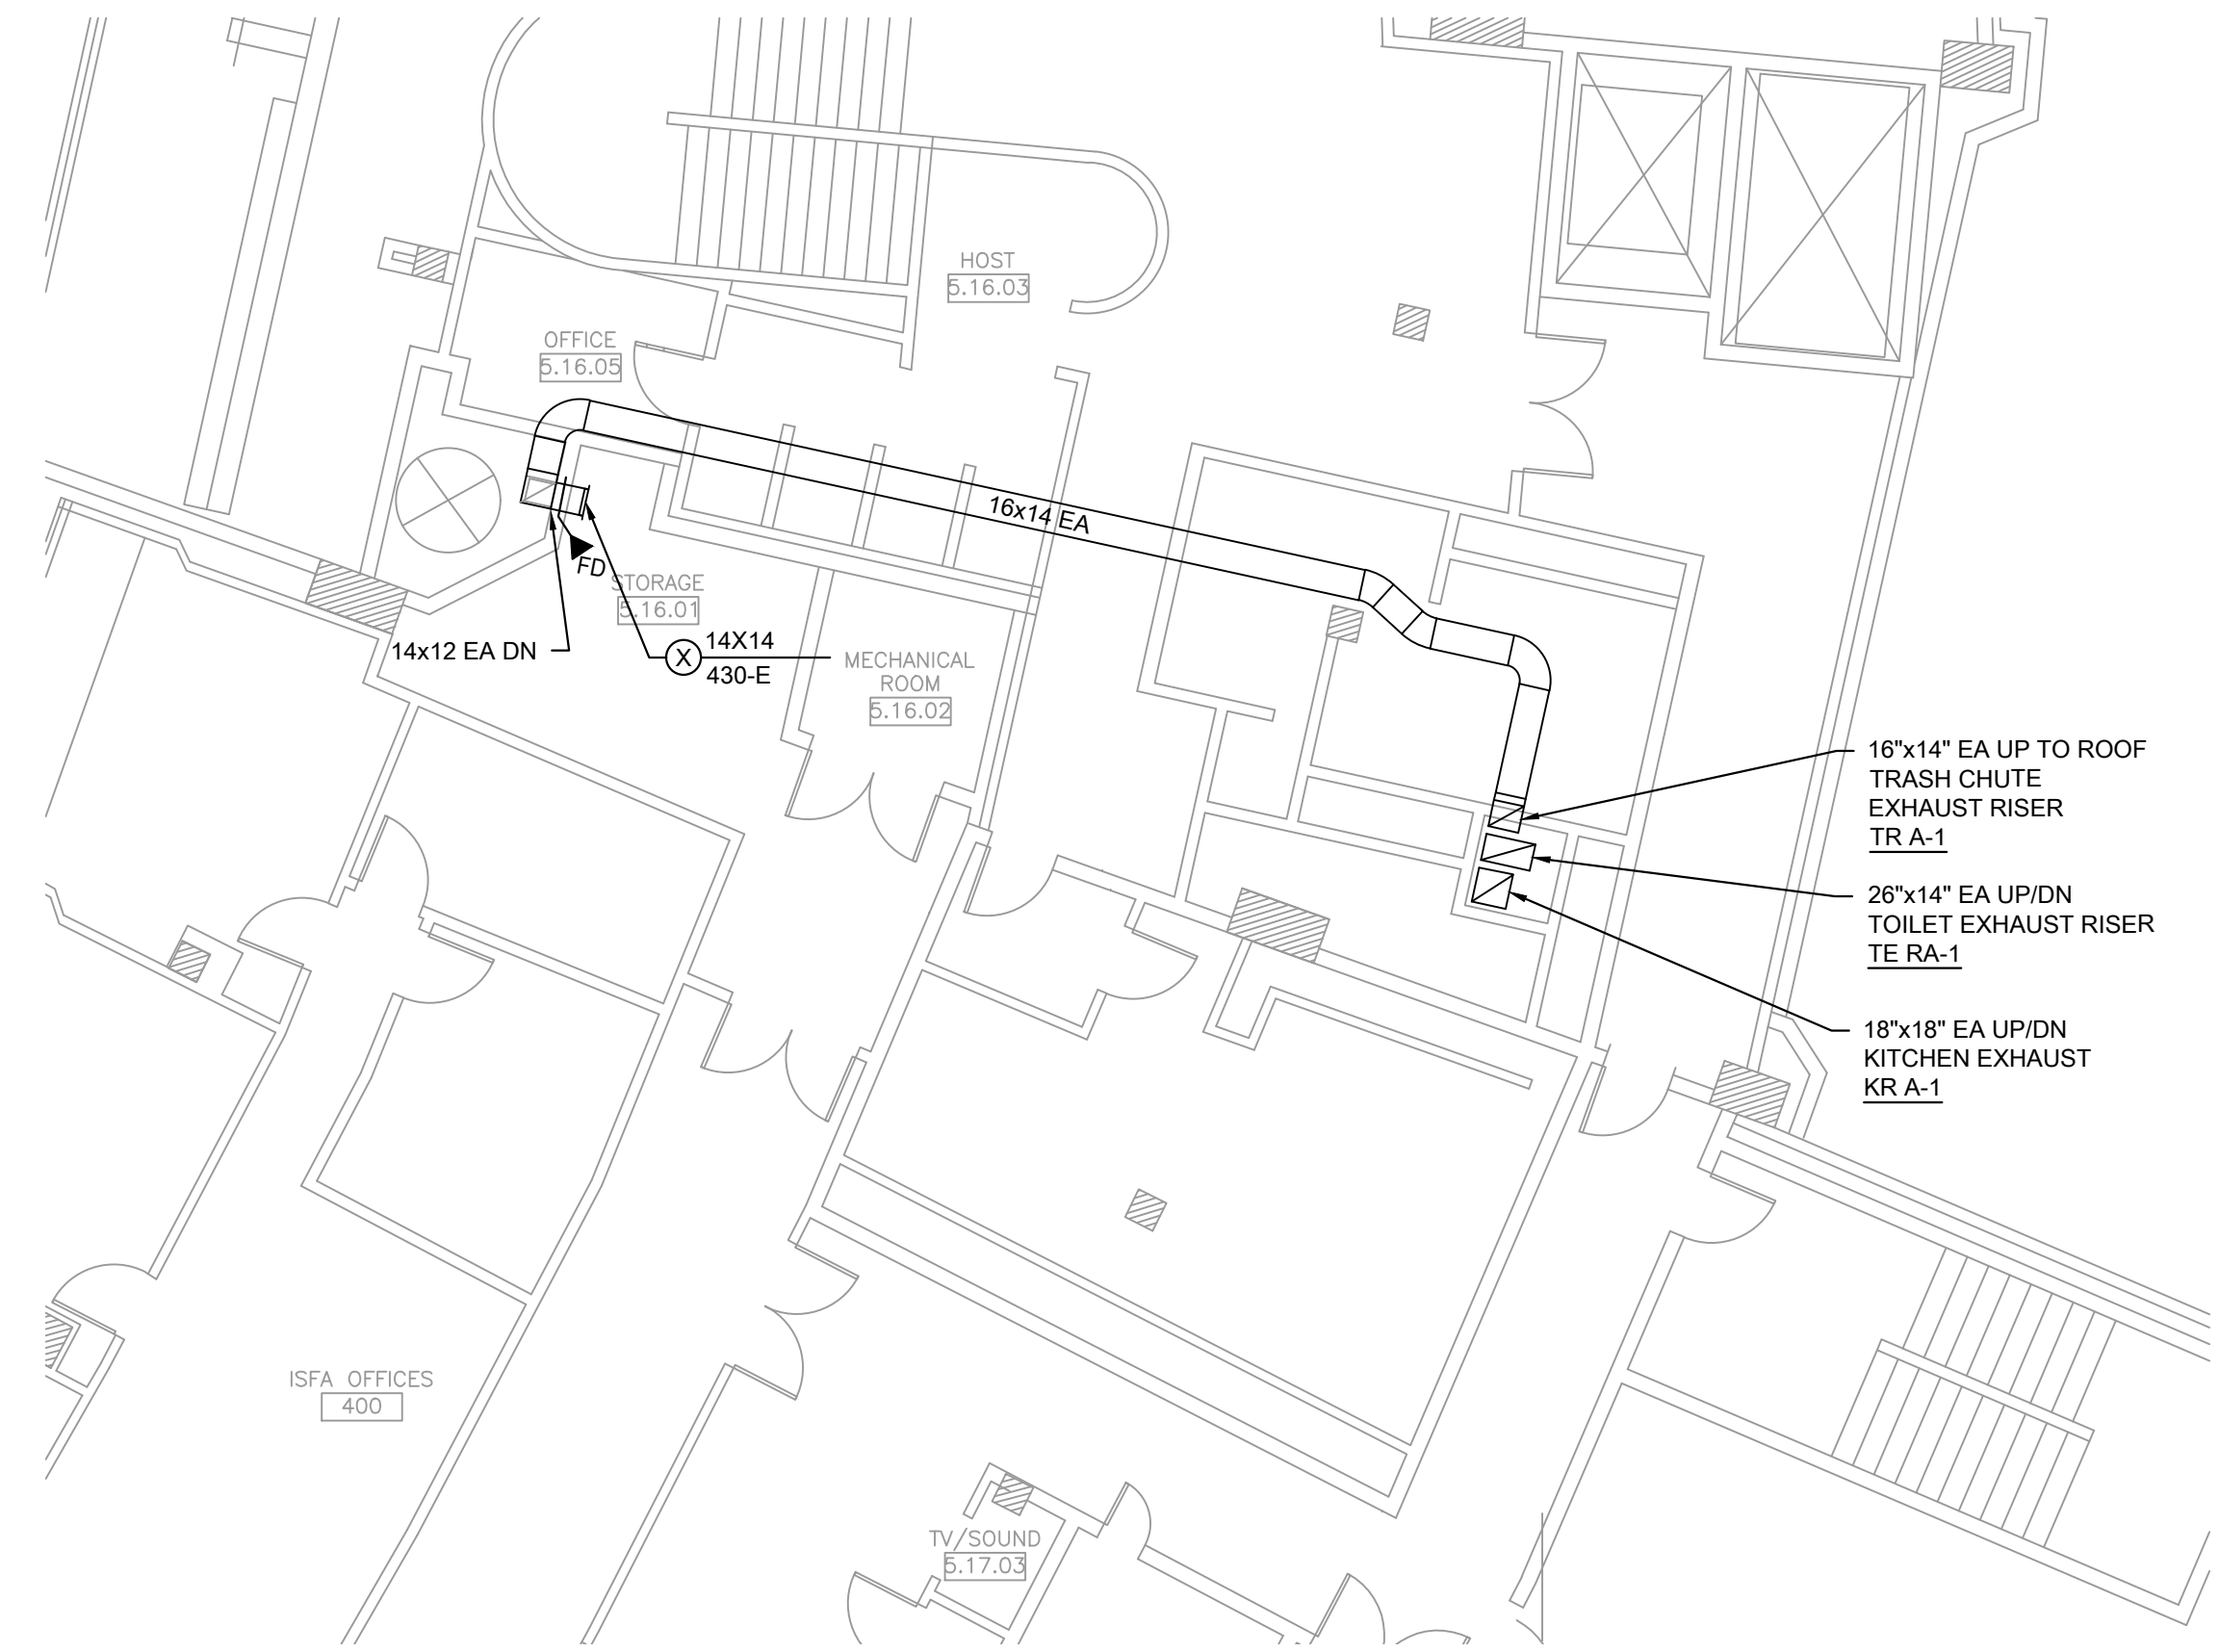 HOST
5.16.03
OFFICE
5.16.05
16x14 EA
FD
STORAGE
5.16.01
14x12 EA DN
X
14X14
430-E
MECHANICAL
ROOM
5.16.02
16"x14" EA UP TO ROOF
TRASH CHUTE
EXHAUST RISER
TR A-1
26"x14" EA UP/DN
TOILET EXHAUST RISER
TE RA-1
18"x18" EA UP/DN
KITCHEN EXHAUST
KR A-1
ISFA OFFICES
400
TV/SOUND
5.17.03